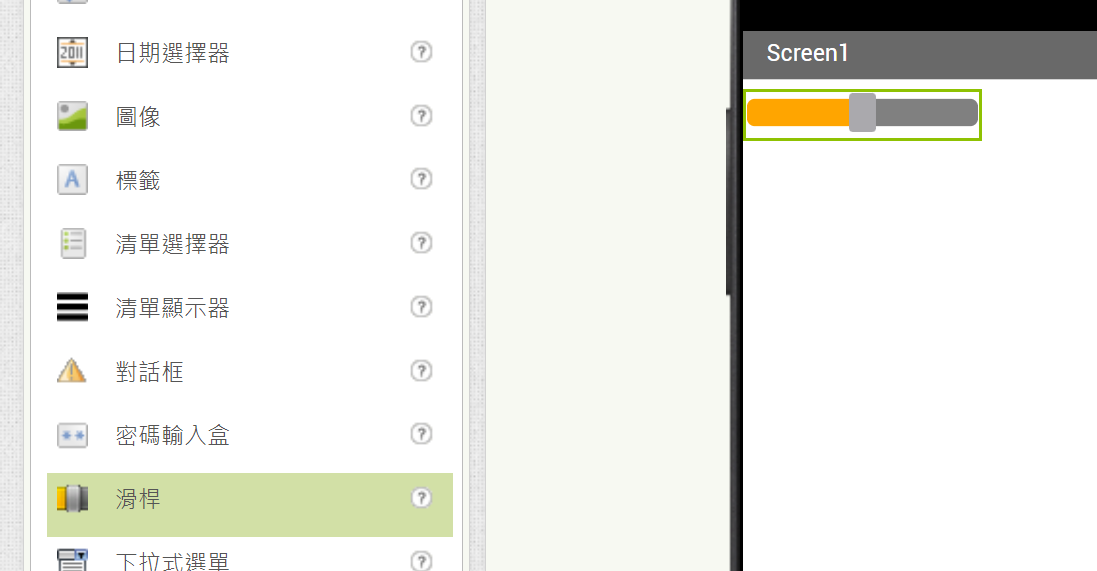 日期選擇器
圖像
標籤
清單選擇器
清單顯示器
對話框
密碼輸入盒
滑桿
下拉式選單
Screen1